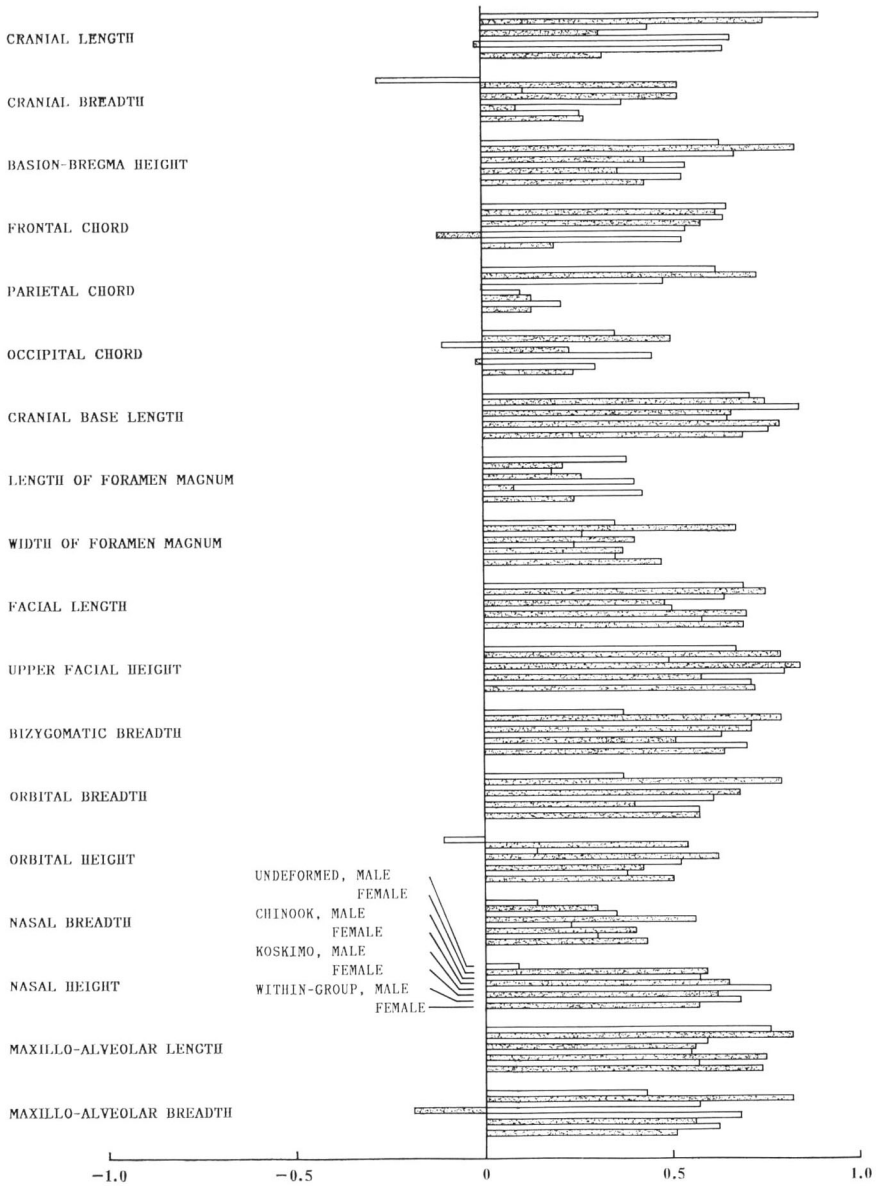 CRANIAL LENGTH
CRANIAL BREADTH
BASION-BREGMA HEIGHT
FRONTAL CHORD
PARIETAL CHORD
OCCIPITAL CHORD
CRANIAL BASE LENGTH
LENGTH OF FORAMEN MAGNUM
WIDTH OF FORAMEN MAGNUM
FACIAL LENGTH
UPPER FACIAL HEIGHT
BIZYGOMATIC BREADTH
ORBITAL BREADTH
ORBITAL HEIGHT
UNDEFORMED, MALE
FEMALE
CHINOOK, MALE
FEMALE
KOSKIMO, MALE
FEMALE
WITHIN-GROUP, MALE
FEMALE
NASAL BREADTH
NASAL HEIGHT
MAXILLO-ALVEOLAR LENGTH
MAXILLO-ALVEOLAR BREADTH
-1.0 -0.5 0 0.5 1.0